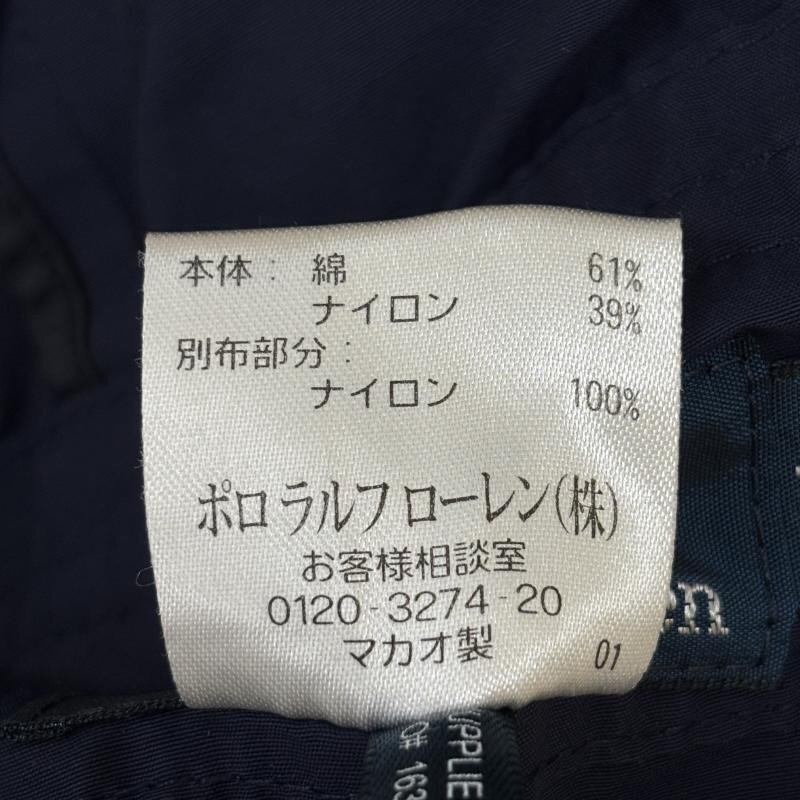 本体： 綿 61%
ナイロン 39%
別布部分：
ナイロン 100%
ポロ ラルフ ローレン(株)
お客様相談室
0120-3274-20
マカオ製 01